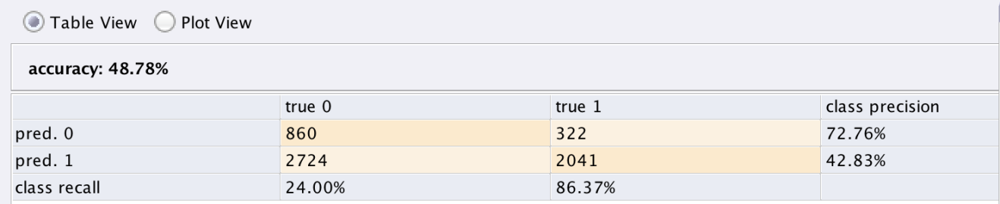 Table View Plot View
accuracy: 48.78%
true 0 true 1 class precision
pred. 0 860 322 72.76%
pred. 1 2724 2041 42.83%
class recall 24.00% 86.37%